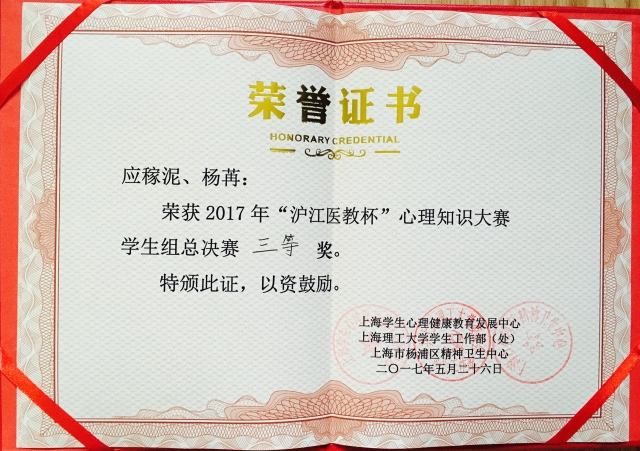 荣誉证书
HONORARY CREDENTIAL
应稼泥、杨苒:
荣获 2017 年“沪江医教杯”心理知识大赛
学生组总决赛 三等 奖。
特颁此证，以资鼓励。
上海学生心理健康教育发展中心
上海理工大学学生工作部（处）
上海市杨浦区精神卫生中心
二〇一七年五月二十六日